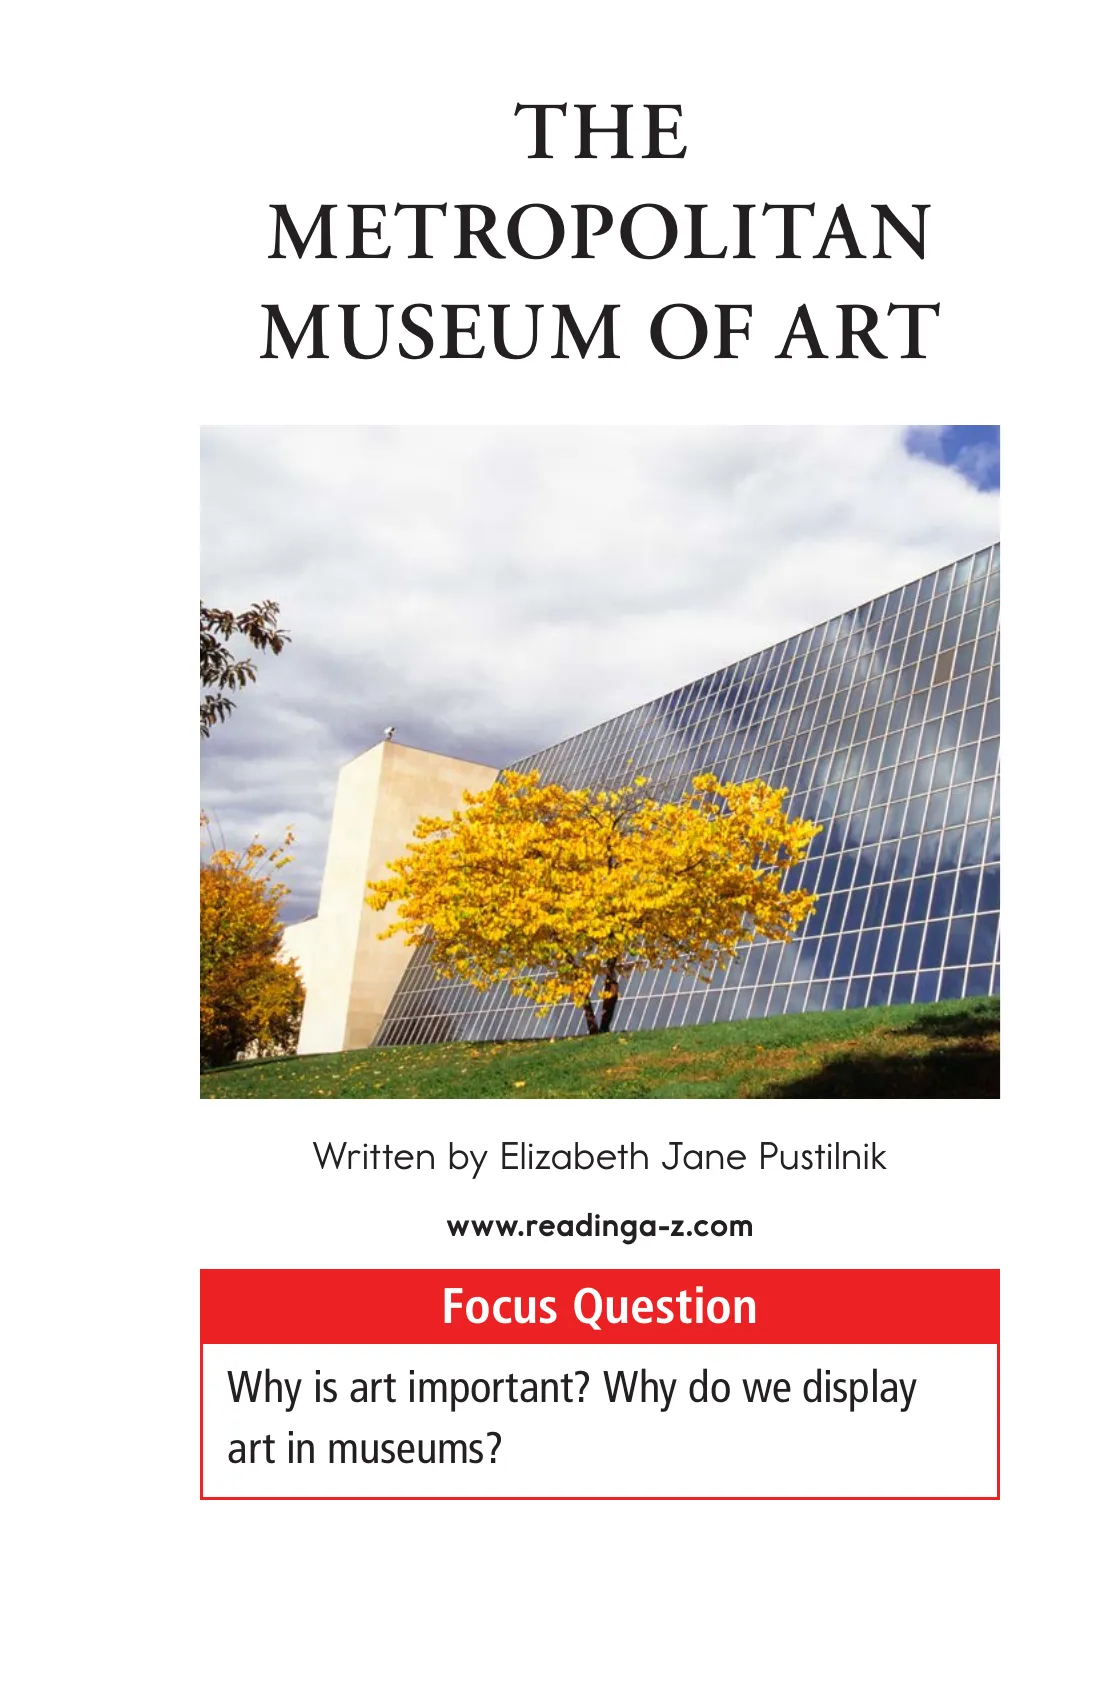 THE
METROPOLITAN
MUSEUM OF ART
Written by Elizabeth Jane Pustilnik
www.readinga-z.com
Focus Question
Why is art important? Why do we display
art in museums?